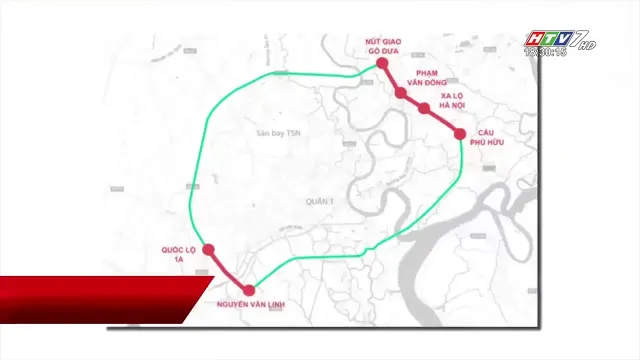 HTV7 HD
18:30:15
NÚT GIAO
GÒ DƯA
PHẠM
VĂN ĐỒNG
XA LỘ
HÀ NỘI
CẦU
PHÚ HỮU
Sân bay TSN
QUẬN 1
QUỐC LỘ
1A
NGUYỄN VĂN LINH